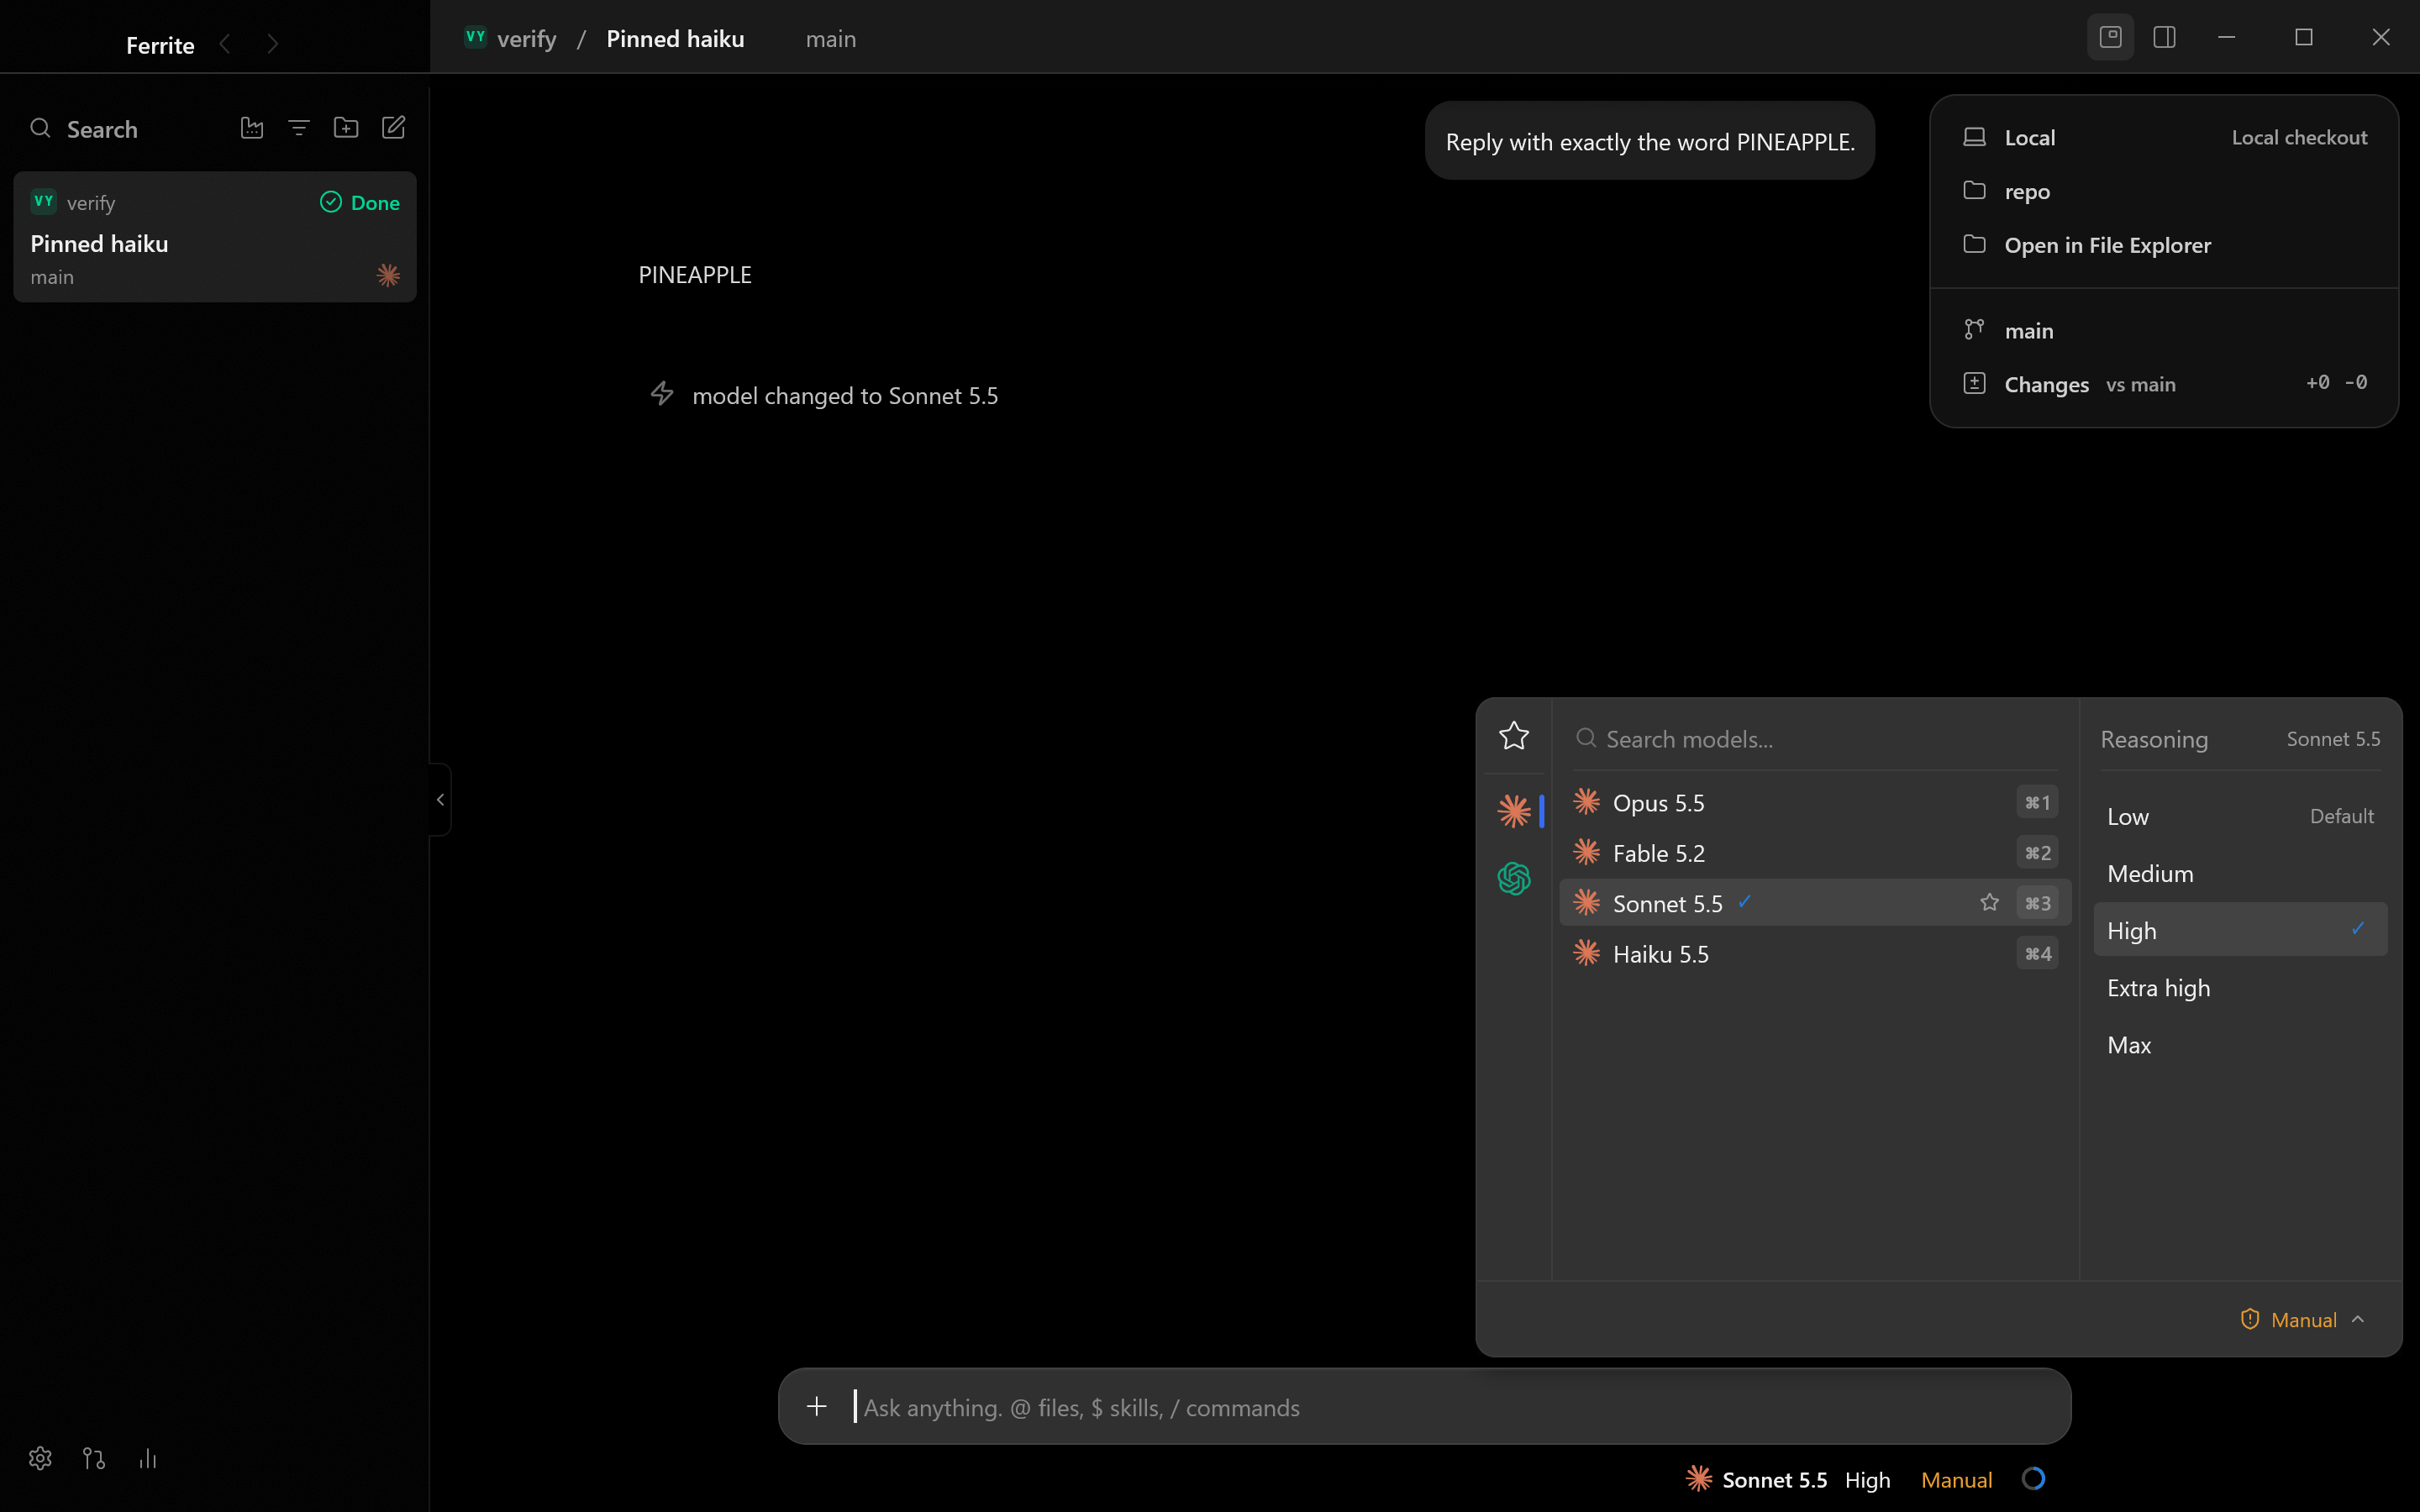 Ferrite
VY verify / Pinned haiku main
Search
VY verify Done
Pinned haiku
main
Reply with exactly the word PINEAPPLE.
PINEAPPLE
model changed to Sonnet 5.5
Local Local checkout
repo
Open in File Explorer
main
Changes vs main +0 -0
Search models...
Opus 5.5 ⌘1
Fable 5.2 ⌘2
Sonnet 5.5 ✓ ⌘3
Haiku 5.5 ⌘4
Reasoning Sonnet 5.5
Low Default
Medium
High ✓
Extra high
Max
Manual
Ask anything. @ files, $ skills, / commands
Sonnet 5.5 High Manual